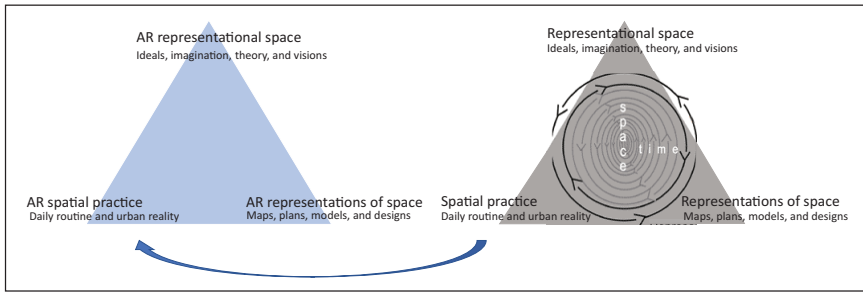 AR representational space
Ideals, imagination, theory, and visions
AR spatial practice
Daily routine and urban reality
AR representations of space
Maps, plans, models, and designs
Representational space
Ideals, imagination, theory, and visions
space
time
Spatial practice
Daily routine and urban reality
Representations of space
Maps, plans, models, and designs